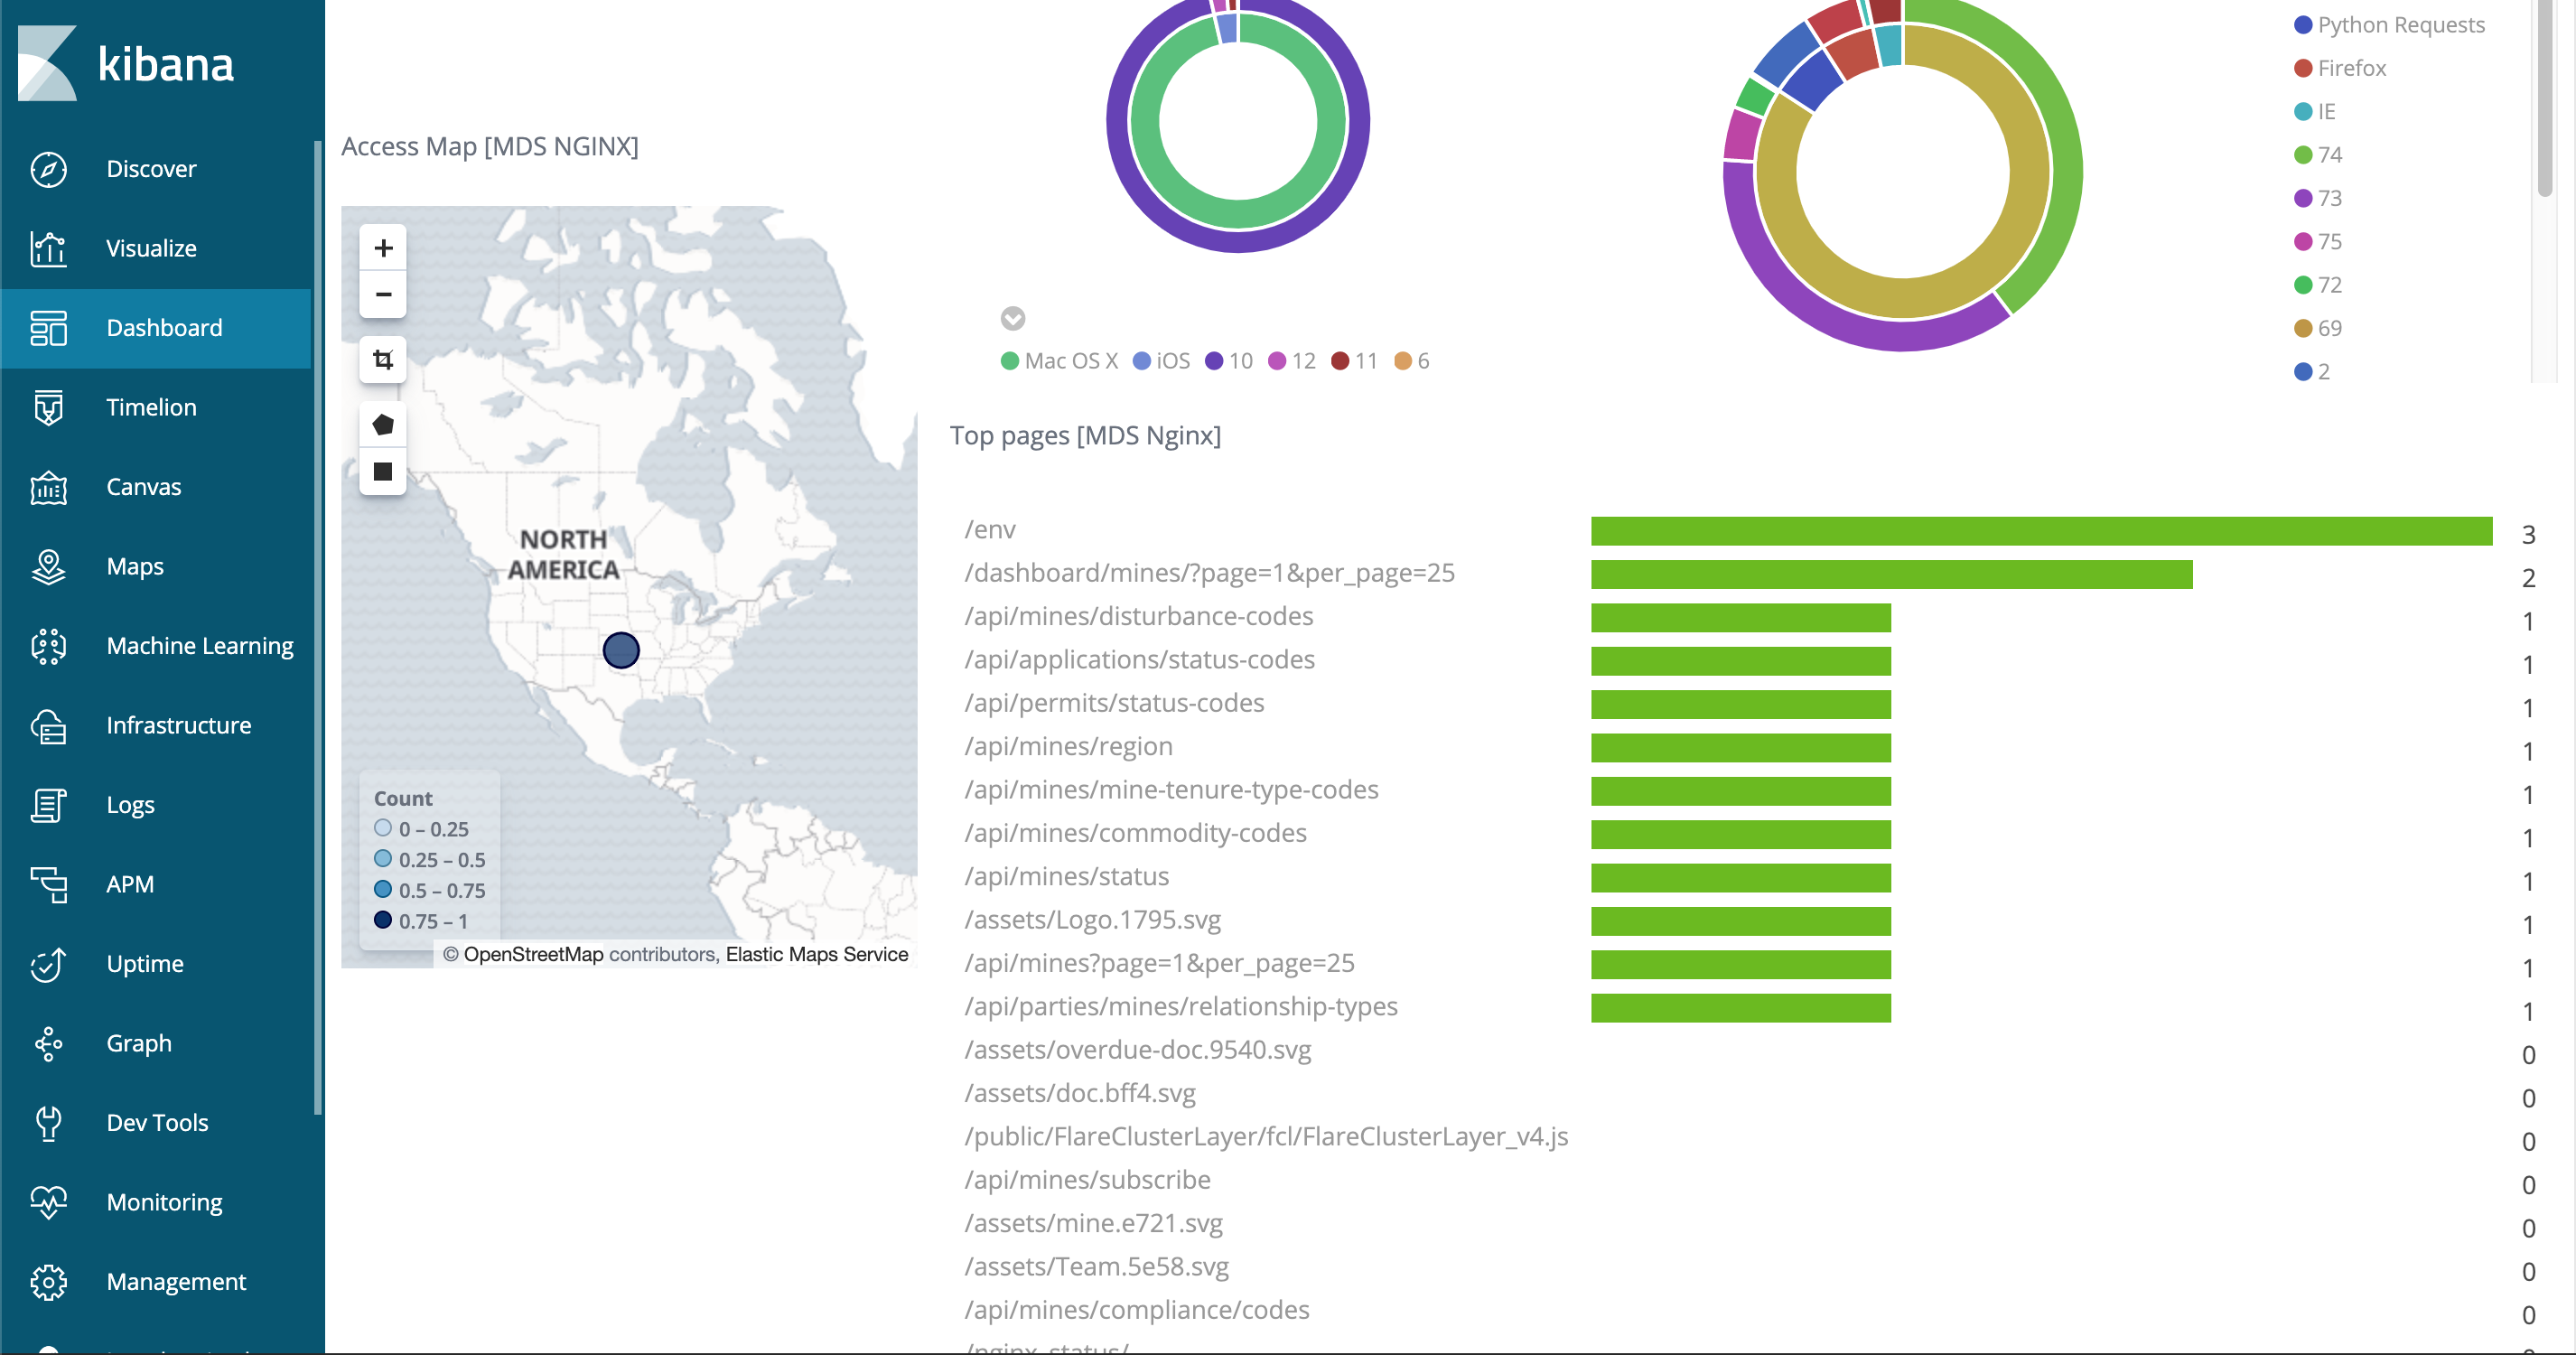 kibana
Discover
Visualize
Dashboard
Timelion
Canvas
Maps
Machine Learning
Infrastructure
Logs
APM
Uptime
Graph
Dev Tools
Monitoring
Management
Access Map [MDS NGINX]
+
−
NORTH
AMERICA
Count
0 – 0.25
0.25 – 0.5
0.5 – 0.75
0.75 – 1
© OpenStreetMap contributors, Elastic Maps Service
Mac OS X iOS 10 12 11 6
Python Requests
Firefox
IE
74
73
75
72
69
2
Top pages [MDS Nginx]
/env 3
/dashboard/mines/?page=1&per_page=25 2
/api/mines/disturbance-codes 1
/api/applications/status-codes 1
/api/permits/status-codes 1
/api/mines/region 1
/api/mines/mine-tenure-type-codes 1
/api/mines/commodity-codes 1
/api/mines/status 1
/assets/Logo.1795.svg 1
/api/mines?page=1&per_page=25 1
/api/parties/mines/relationship-types 1
/assets/overdue-doc.9540.svg 0
/assets/doc.bff4.svg 0
/public/FlareClusterLayer/fcl/FlareClusterLayer_v4.js 0
/api/mines/subscribe 0
/assets/mine.e721.svg 0
/assets/Team.5e58.svg 0
/api/mines/compliance/codes 0
/nginx_status/